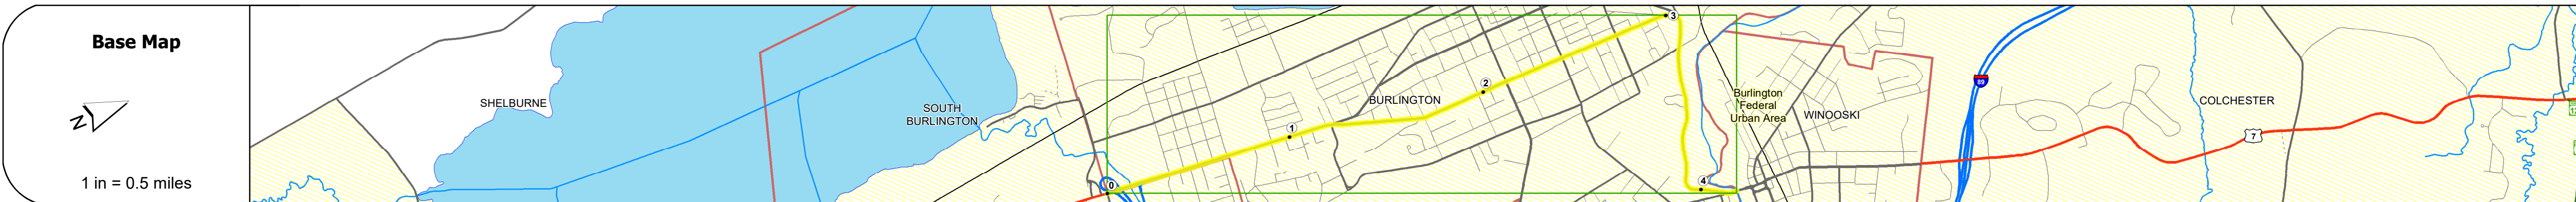 Base Map
N
1 in = 0.5 miles
SHELBURNE
SOUTH
BURLINGTON
0
1
2
3
4
BURLINGTON
Burlington
Federal
Urban Area
WINOOSKI
89
COLCHESTER
7